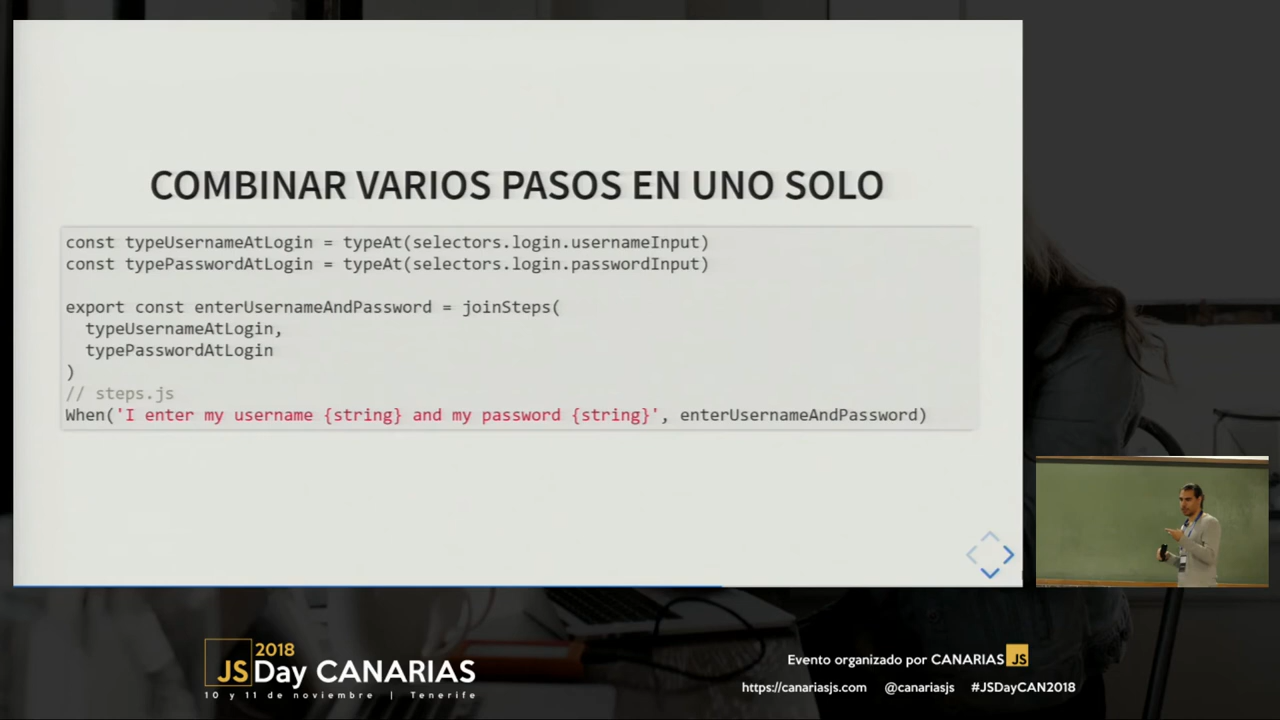 COMBINAR VARIOS PASOS EN UNO SOLO
const typeUsernameAtLogin = typeAt(selectors.login.usernameInput)
const typePasswordAtLogin = typeAt(selectors.login.passwordInput)
export const enterUsernameAndPassword = joinSteps(
  typeUsernameAtLogin,
  typePasswordAtLogin
)
// steps.js
When('I enter my username {string} and my password {string}', enterUsernameAndPassword)
2018
JSDay CANARIAS
10 y 11 de noviembre | Tenerife
Evento organizado por CANARIAS JS
https://canariasjs.com @canariasjs #JSDayCAN2018